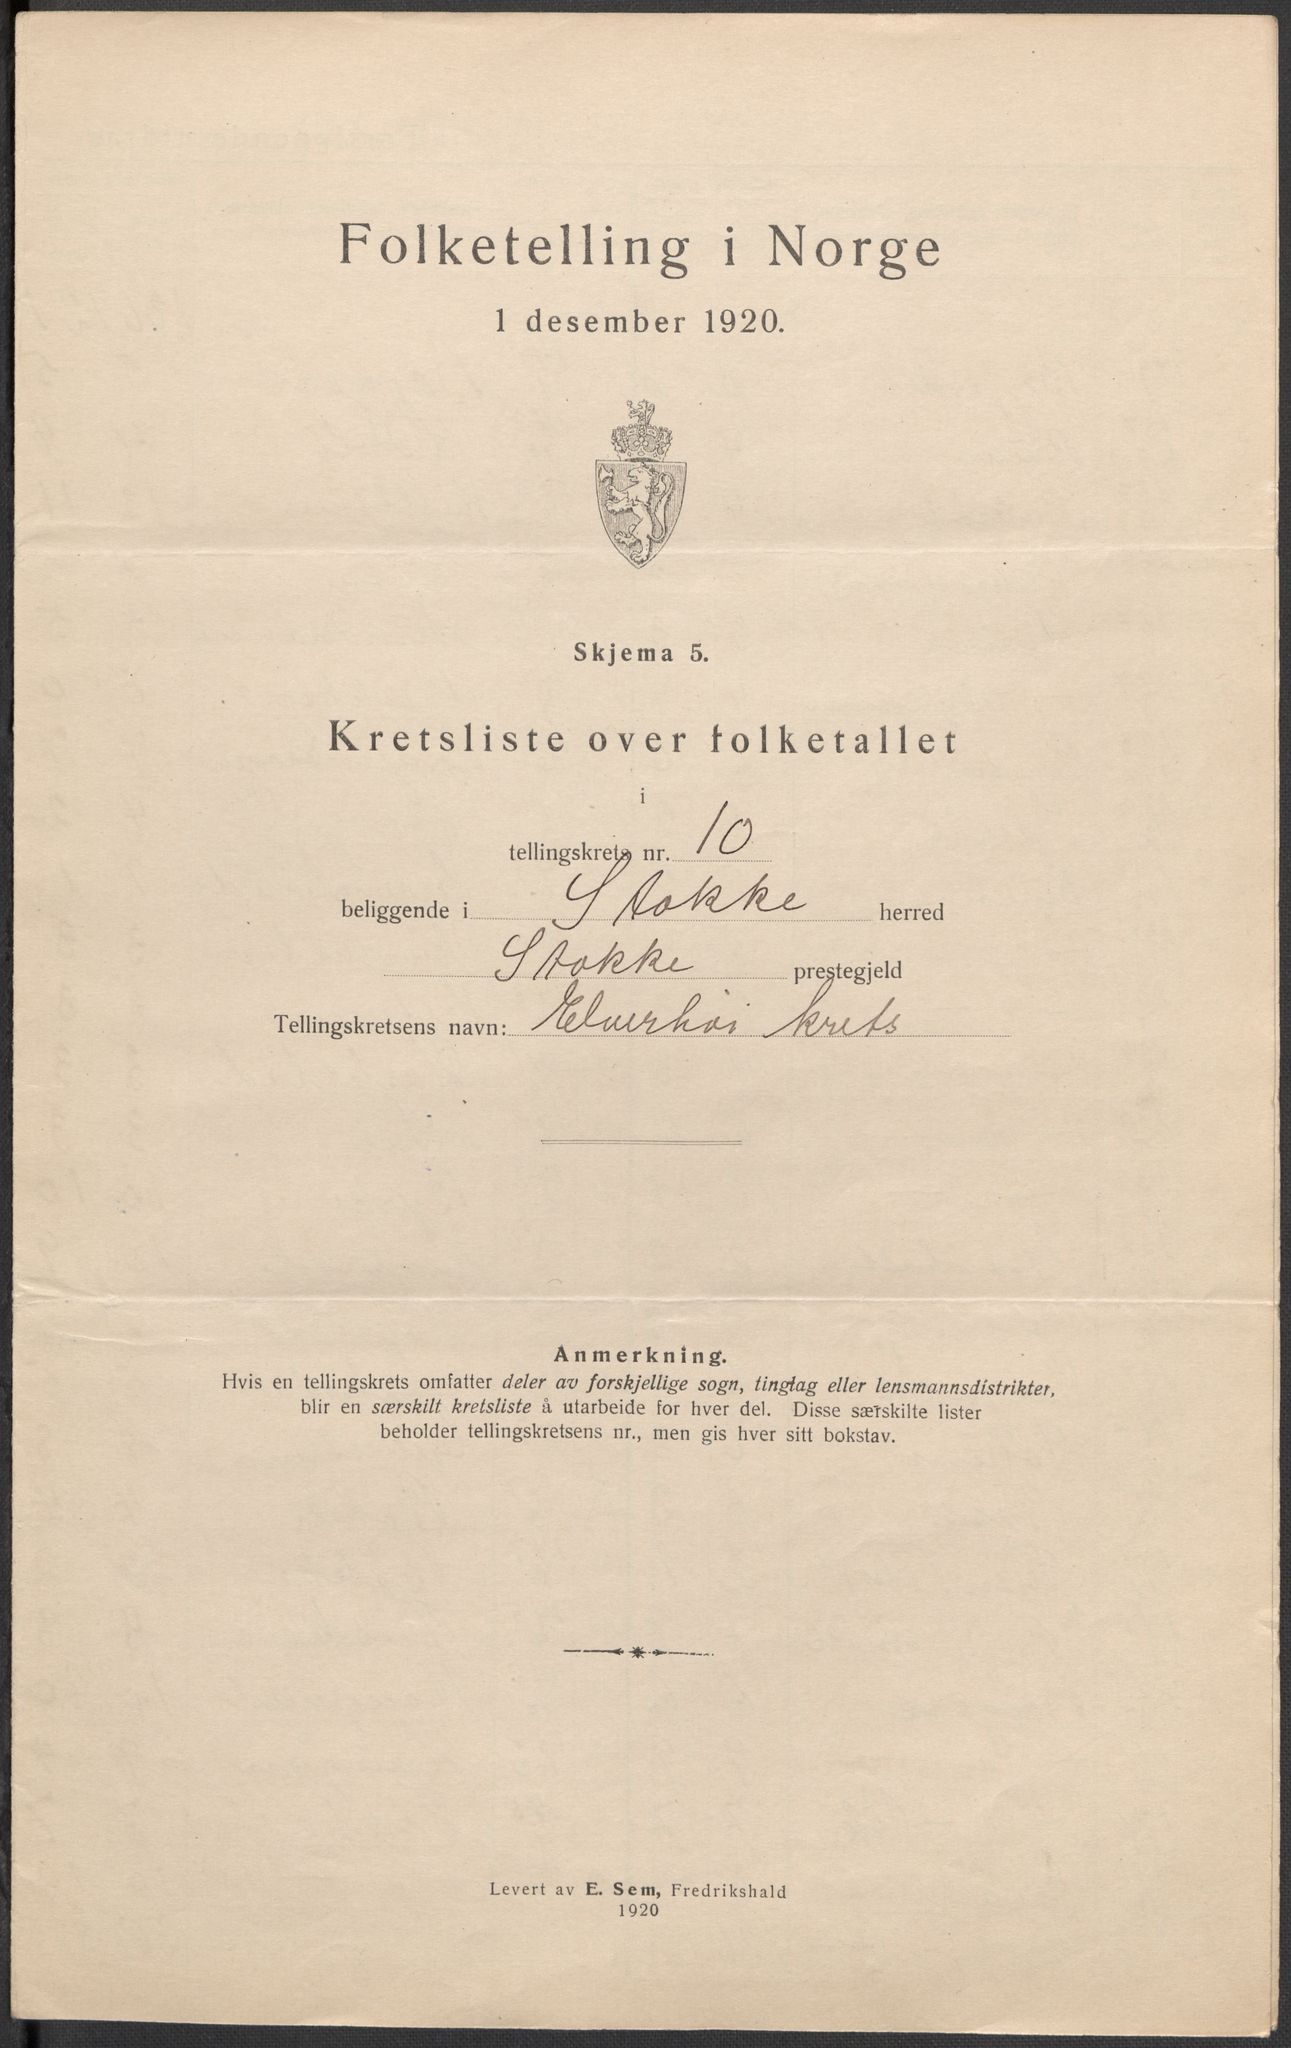 Folketelling i Norge
1 desember 1920.
Skjema 5.
Kretsliste over folketallet
i
tellingskrets nr. 10
beliggende i Stokke herred
Stokke prestegjeld
Tellingskretsens navn: Elverhöi krets
Anmerkning.
Hvis en tellingskrets omfatter deler av forskjellige sogn, tinglag eller lensmannsdistrikter,
blir en særskilt kretsliste å utarbeide for hver del. Disse særskilte lister
beholder tellingskretsens nr., men gis hver sitt bokstav.
Levert av E. Sem, Fredrikshald
1920